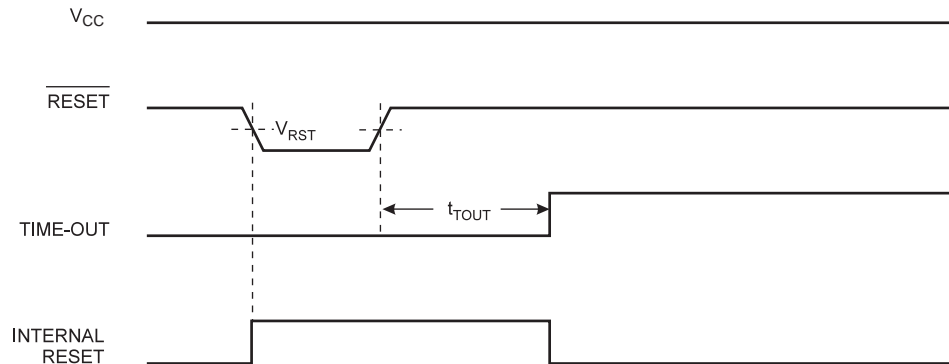 VCC
RESET
VRST
tTOUT
TIME-OUT
INTERNAL
RESET